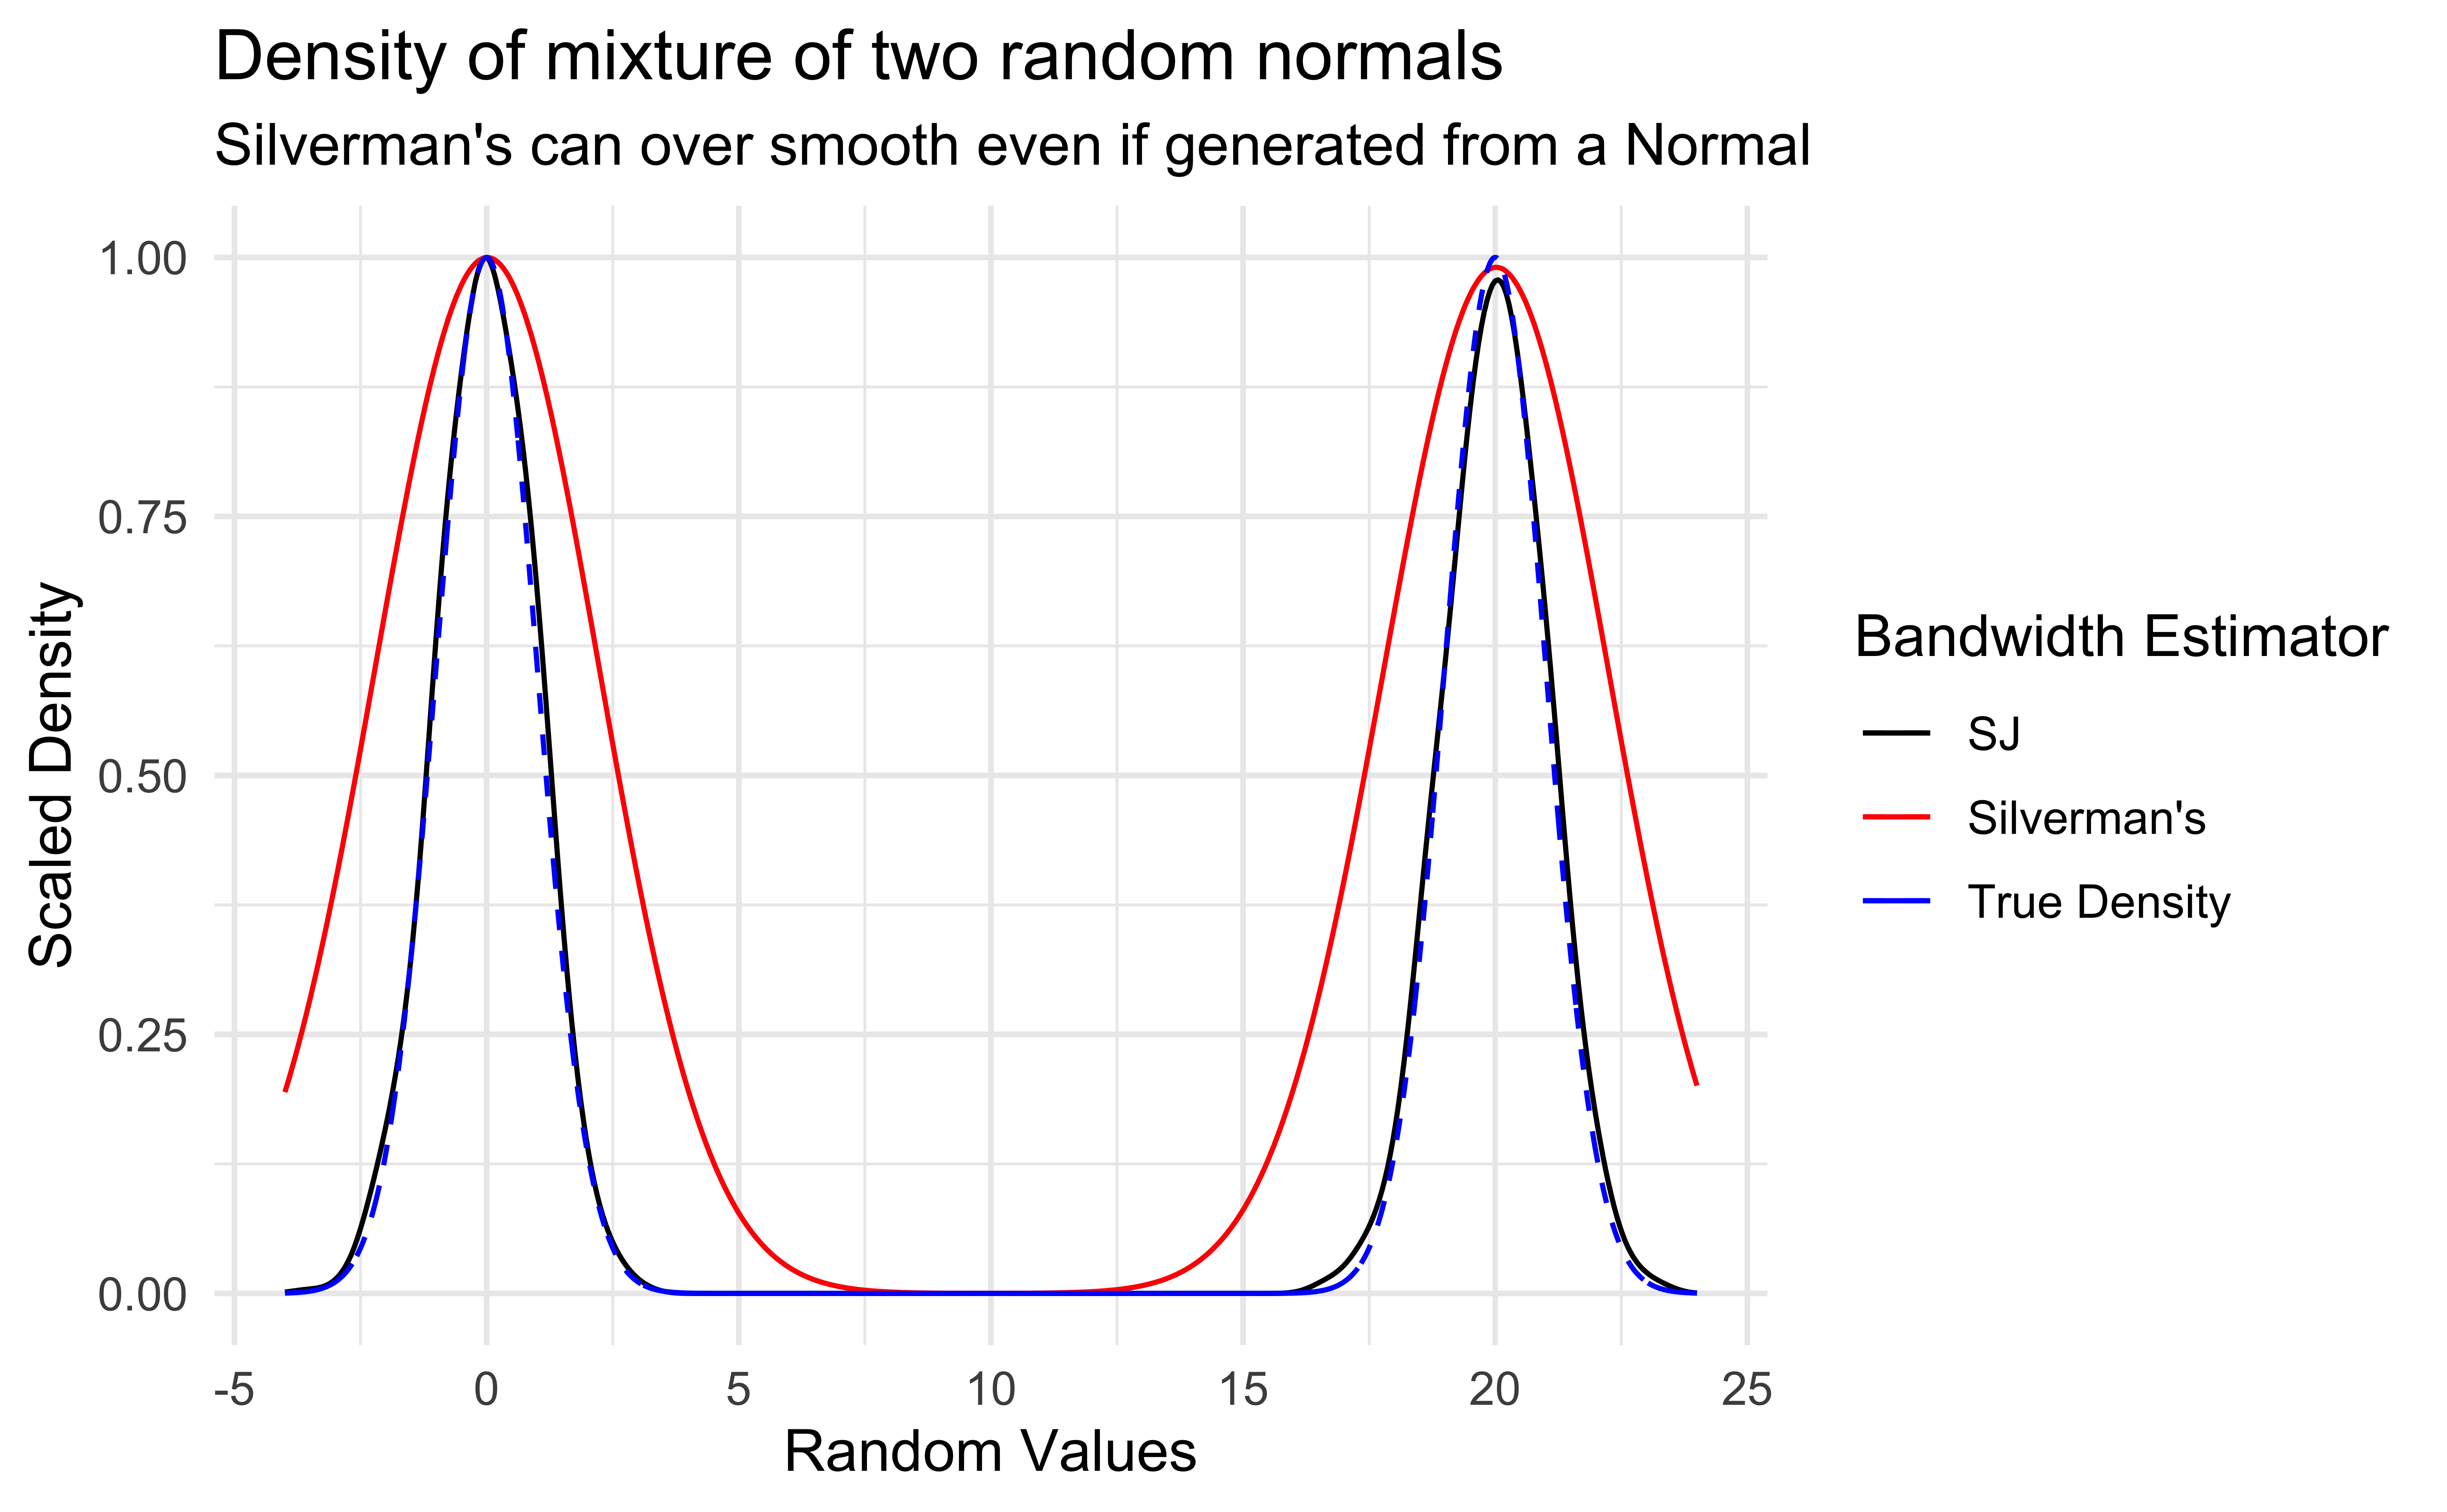 Density of mixture of two random normals
Silverman's can over smooth even if generated from a Normal
1.00
0.75
0.50
0.25
0.00
Scaled Density
-5 0 5 10 15 20 25
Random Values
Bandwidth Estimator
SJ
Silverman's
True Density